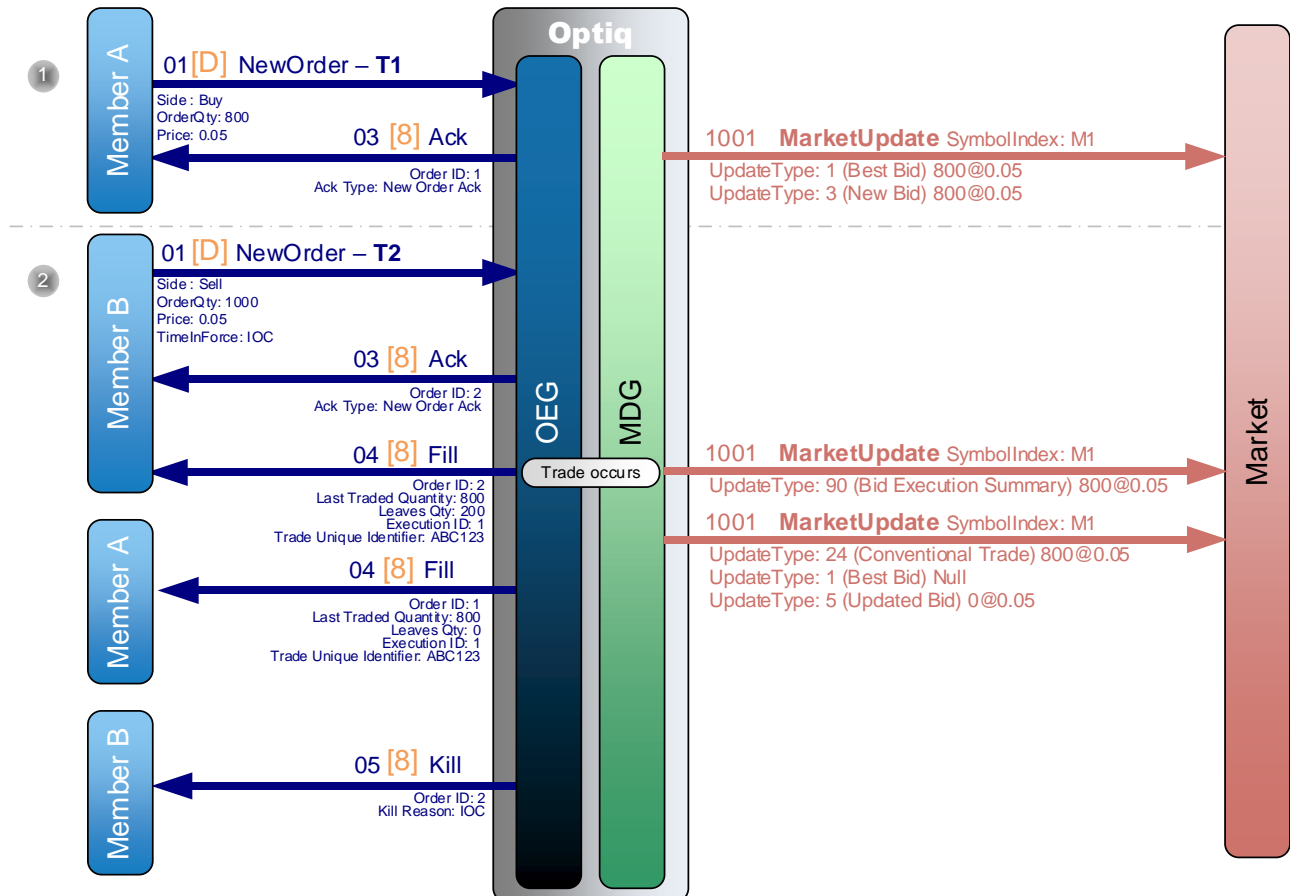 Optiq
1
Member A
01 [D] NewOrder – T1
Side : Buy
OrderQty: 800
Price: 0.05
03 [8] Ack
Order ID: 1
Ack Type: New Order Ack
1001 MarketUpdate SymbolIndex: M1
UpdateType: 1 (Best Bid) 800@0.05
UpdateType: 3 (New Bid) 800@0.05
2
Member B
01 [D] NewOrder – T2
Side : Sell
OrderQty: 1000
Price: 0.05
TimeInForce: IOC
03 [8] Ack
Order ID: 2
Ack Type: New Order Ack
OEG
MDG
Market
04 [8] Fill
Order ID: 2
Last Traded Quantity: 800
Leaves Qty: 200
Execution ID: 1
Trade Unique Identifier: ABC123
Trade occurs
1001 MarketUpdate SymbolIndex: M1
UpdateType: 90 (Bid Execution Summary) 800@0.05
1001 MarketUpdate SymbolIndex: M1
UpdateType: 24 (Conventional Trade) 800@0.05
UpdateType: 1 (Best Bid) Null
UpdateType: 5 (Updated Bid) 0@0.05
Member A
04 [8] Fill
Order ID: 1
Last Traded Quantity: 800
Leaves Qty: 0
Execution ID: 1
Trade Unique Identifier: ABC123
Member B
05 [8] Kill
Order ID: 2
Kill Reason: IOC